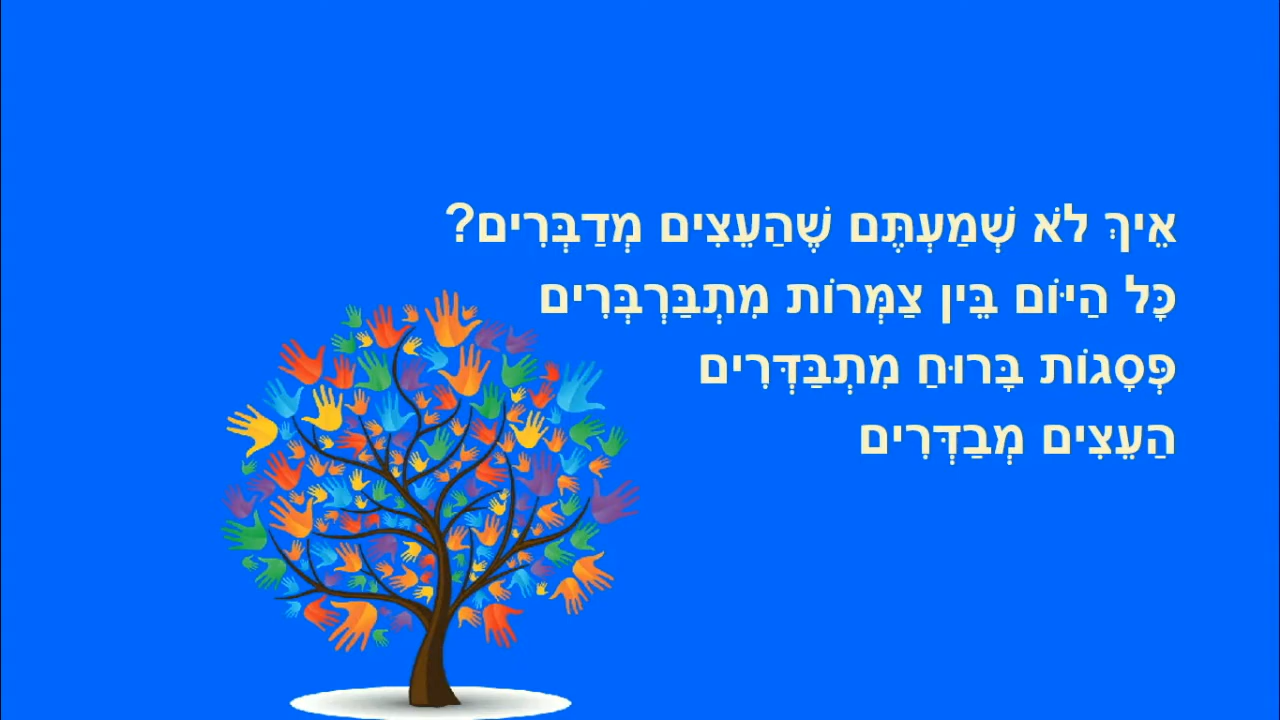 אֵיךְ לֹא שְׁמַעְתֶּם שֶׁהַעֵצִים מְדַבְּרִים?
כָּל הַיּוֹם בֵּין צַמְּרוֹת מִתְבַּרְבְּרִים
פְּסָגוֹת בָּרוּחַ מִתְבַּדְּרִים
הַעֵצִים מְבַדְּרִים